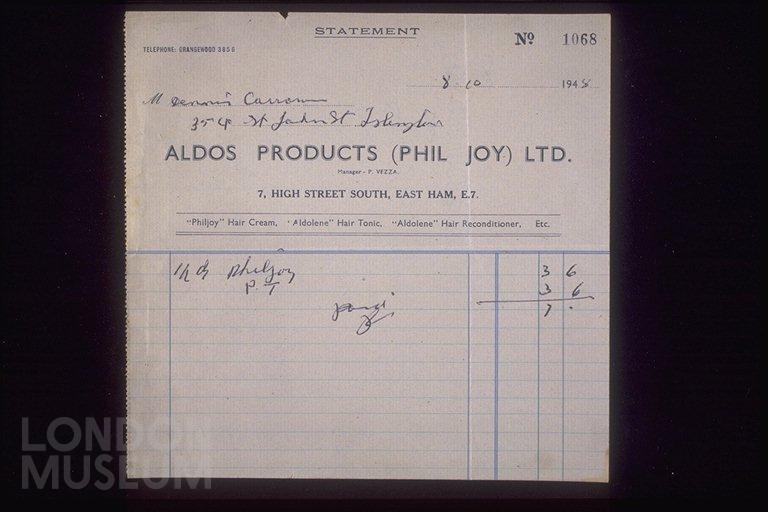 STATEMENT
Nº 1068
TELEPHONE: GRANGEWOOD 3856
8-10 1948
M Dennis
354 St John St Islington
ALDOS PRODUCTS (PHIL JOY) LTD.
Manager - P. VEZZA.
7, HIGH STREET SOUTH, EAST HAM, E.7.
"Philjoy" Hair Cream, "Aldolene" Hair Tonic, "Aldolene" Hair Reconditioner, Etc.
Philjoy 3 6
P. T 3 6
7 -
LONDON
MUSEUM